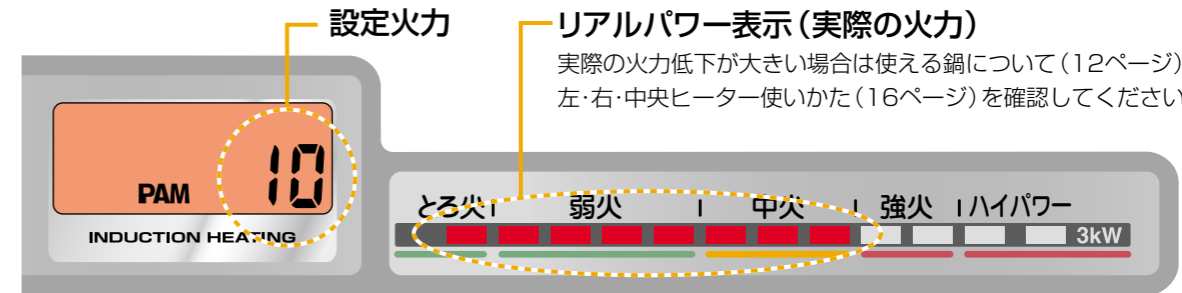 設定火力
リアルパワー表示(実際の火力)
実際の火力低下が大きい場合は使える鍋について(12ページ)
左・右・中央ヒーター使いかた(16ページ)を確認してください
10
PAM
INDUCTION HEATING
とろ火 弱火 中火 強火 ハイパワー
3kW